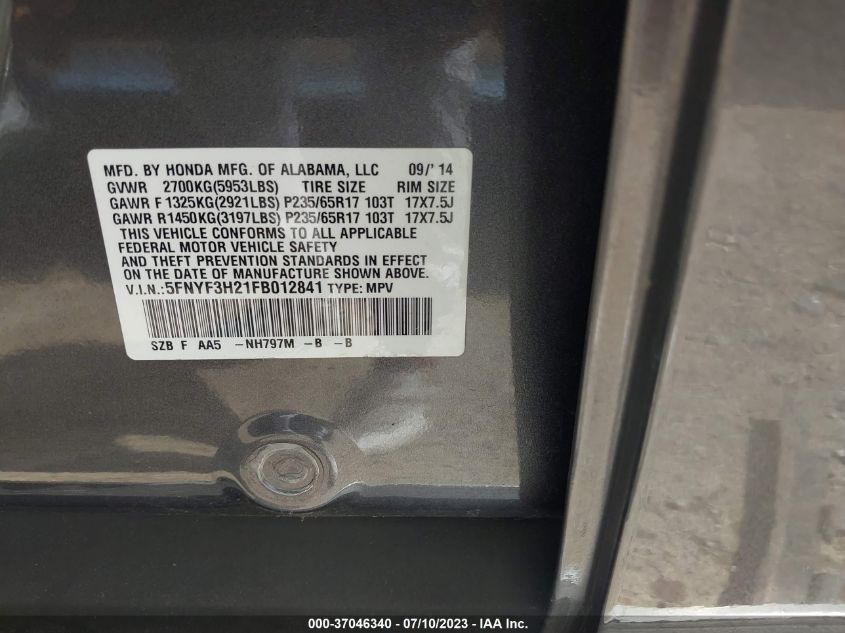 MFD. BY HONDA MFG. OF ALABAMA, LLC 09/' 14
GVWR 2700KG(5953LBS) TIRE SIZE RIM SIZE
GAWR F 1325KG(2921LBS) P235/65R17 103T 17X7.5J
GAWR R1450KG(3197LBS) P235/65R17 103T 17X7.5J
THIS VEHICLE CONFORMS TO ALL APPLICABLE
FEDERAL MOTOR VEHICLE SAFETY
AND THEFT PREVENTION STANDARDS IN EFFECT
ON THE DATE OF MANUFACTURE SHOWN ABOVE.
V.I.N.:5FNYF3H21FB012841 TYPE: MPV
SZB F AA5 -NH797M -B -B
000-37046340 - 07/10/2023 - IAA Inc.